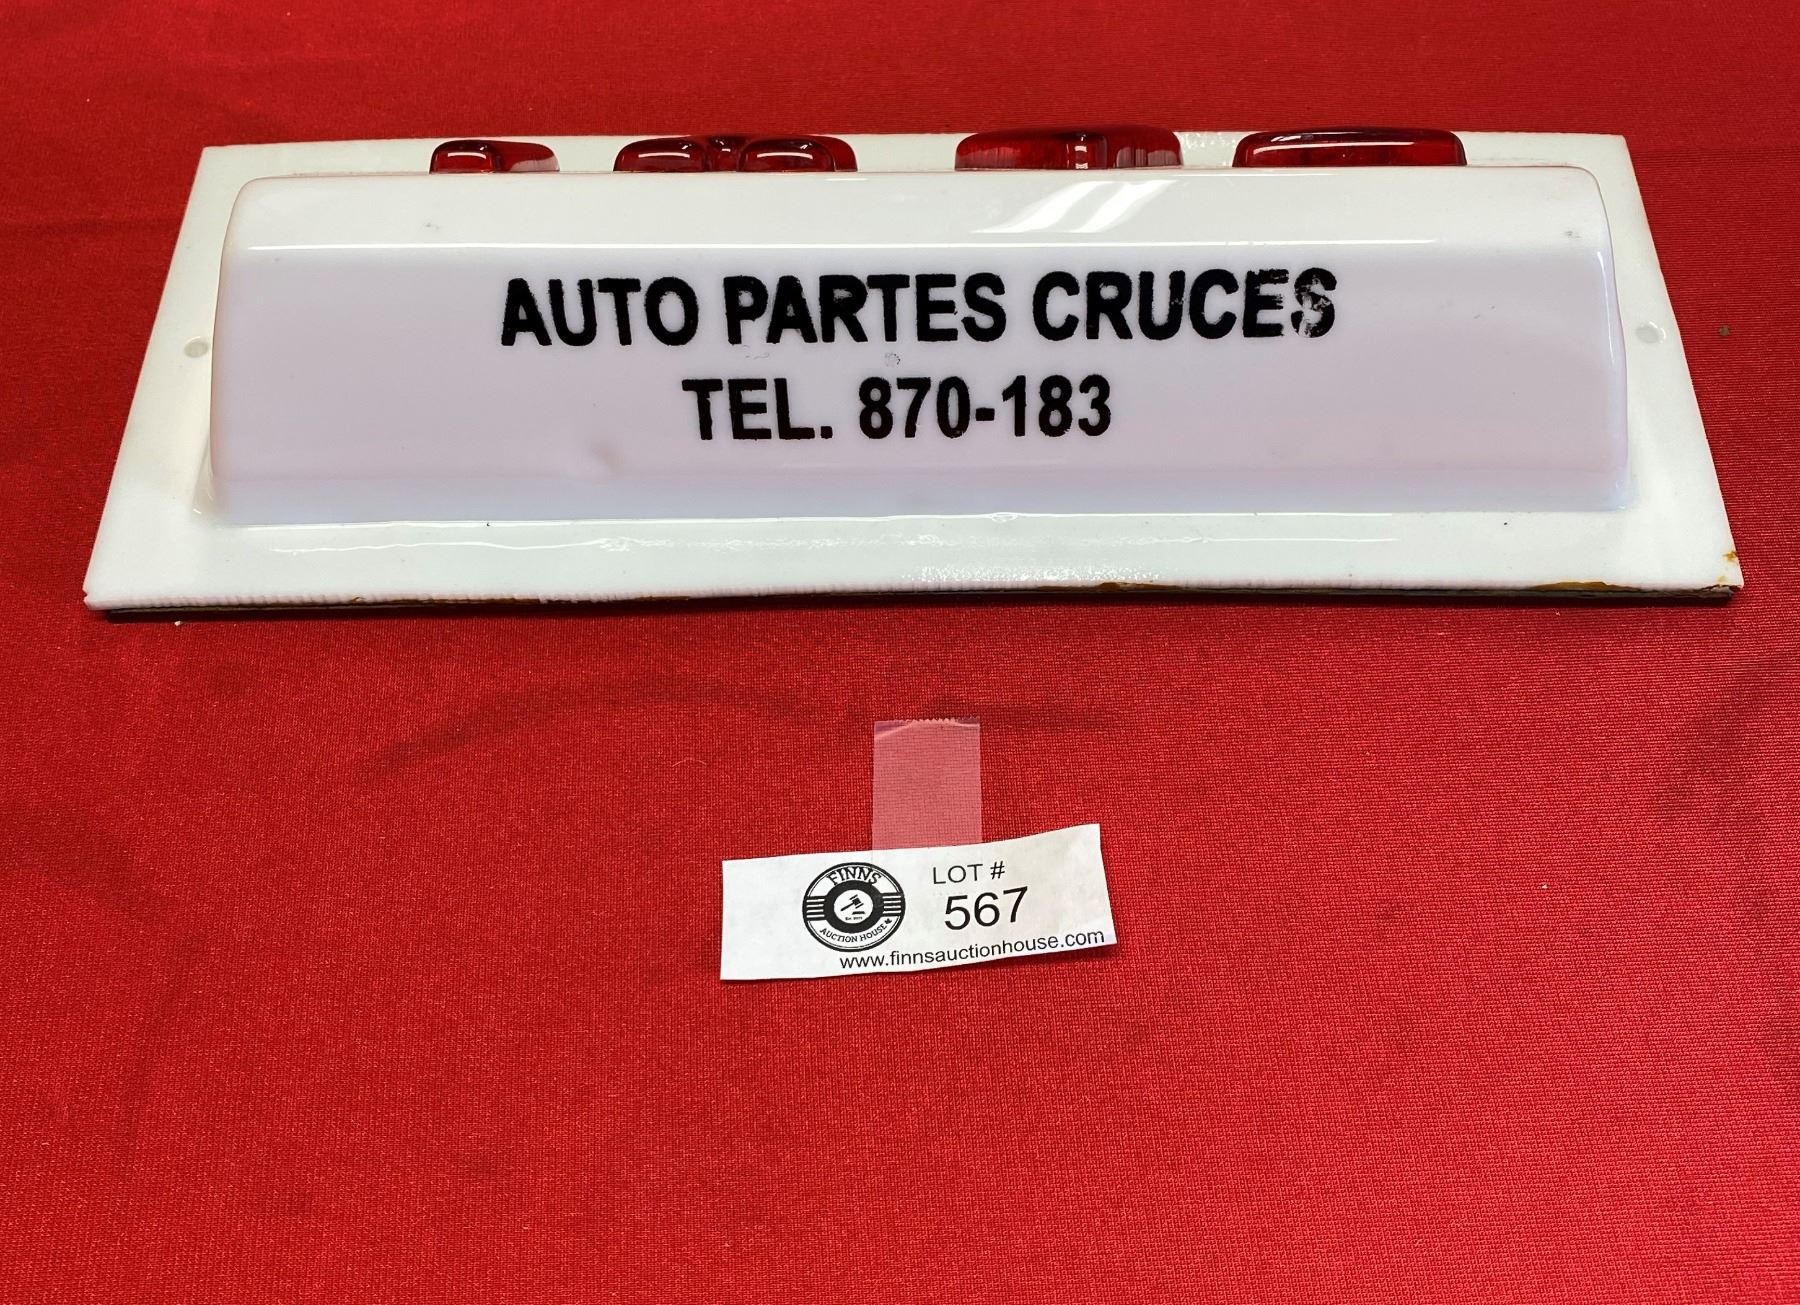 AUTO PARTES CRUCES
TEL. 870-183
FINNS
AUCTION HOUSE
LOT #
567
www.finnsauctionhouse.com